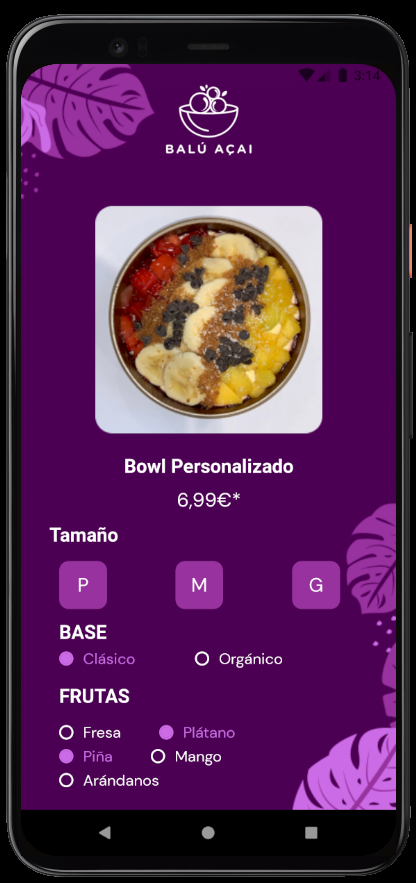 3:14
BALÚ AÇAI
Bowl Personalizado
6,99€*
Tamaño
P M G
BASE
Clásico Orgánico
FRUTAS
Fresa Plátano
Piña Mango
Arándanos